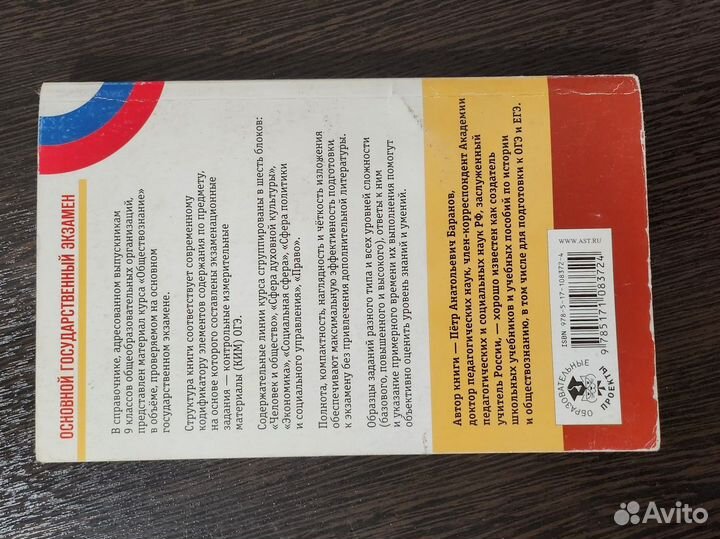 ОСНОВНОЙ ГОСУДАРСТВЕННЫЙ ЭКЗАМЕН
В справочнике, адресованном выпускникам
9 классов общеобразовательных организаций,
представлен материал курса «Обществознание»
в объёме, проверяемом на основном
государственном экзамене.
Структура книги соответствует современному
кодификатору элементов содержания по предмету,
на основе которого составлены экзаменационные
задания — контрольные измерительные
материалы (КИМ) ОГЭ.
Содержательные линии курса сгруппированы в шесть блоков:
«Человек и общество», «Сфера духовной культуры»,
«Экономика», «Социальная сфера», «Сфера политики
и социального управления», «Право».
Полнота, компактность, наглядность и чёткость изложения
обеспечивают максимальную эффективность подготовки
к экзамену без привлечения дополнительной литературы.
Образцы заданий разного типа и всех уровней сложности
(базового, повышенного и высокого), ответы к ним
и указание примерного времени их выполнения помогут
объективно оценить уровень знаний и умений.
Автор книги — Пётр Анатольевич Баранов,
доктор педагогических наук, член-корреспондент Академии
педагогических и социальных наук РФ, заслуженный
учитель России, — хорошо известен как создатель
школьных учебников и учебных пособий по истории
и обществознанию, в том числе для подготовки к ОГЭ и ЕГЭ.
WWW.AST.RU
ISBN 978-5-17-108372-4
9 785171 083724
ОБРАЗОВАТЕЛЬНЫЕ
ПРОЕКТЫ
Avito